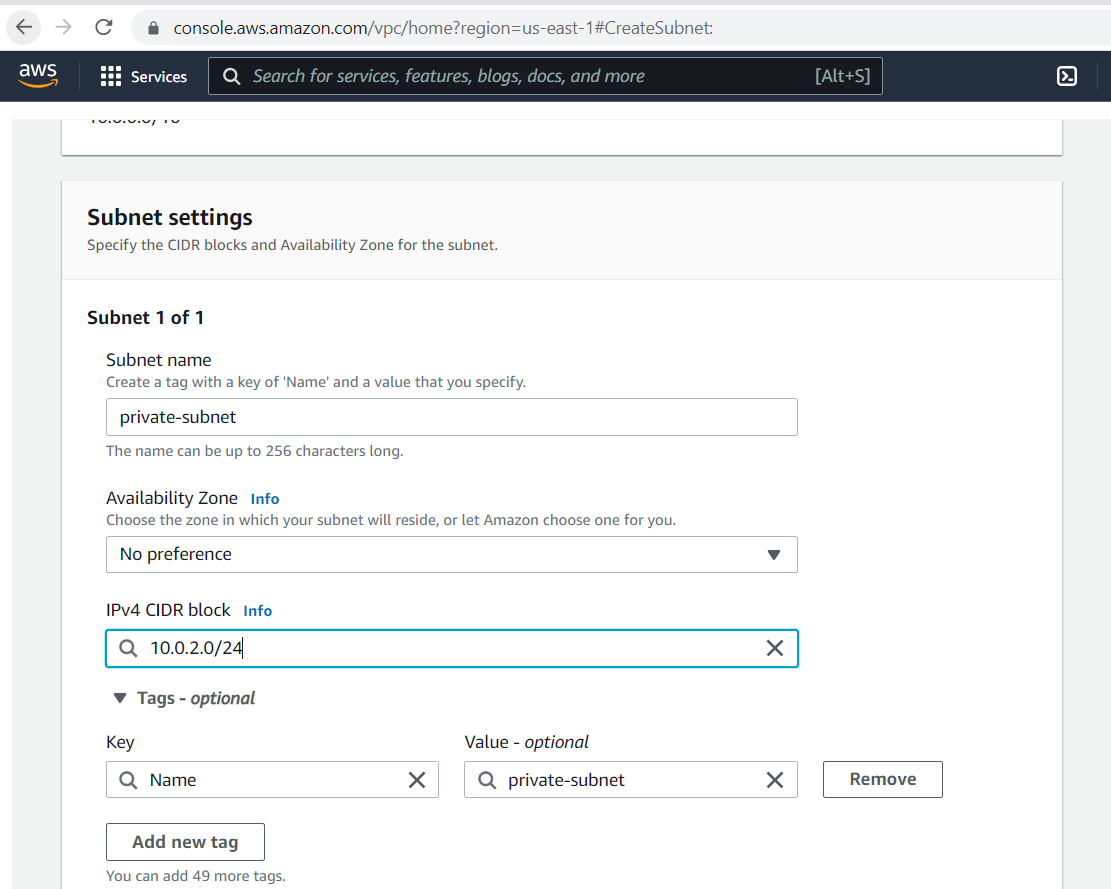 console.aws.amazon.com/vpc/home?region=us-east-1#CreateSubnet:
aws Services Search for services, features, blogs, docs, and more [Alt+S]
Subnet settings
Specify the CIDR blocks and Availability Zone for the subnet.
Subnet 1 of 1
Subnet name
Create a tag with a key of 'Name' and a value that you specify.
private-subnet
The name can be up to 256 characters long.
Availability Zone Info
Choose the zone in which your subnet will reside, or let Amazon choose one for you.
No preference
IPv4 CIDR block Info
10.0.2.0/24
Tags - optional
Key Value - optional
Name private-subnet Remove
Add new tag
You can add 49 more tags.